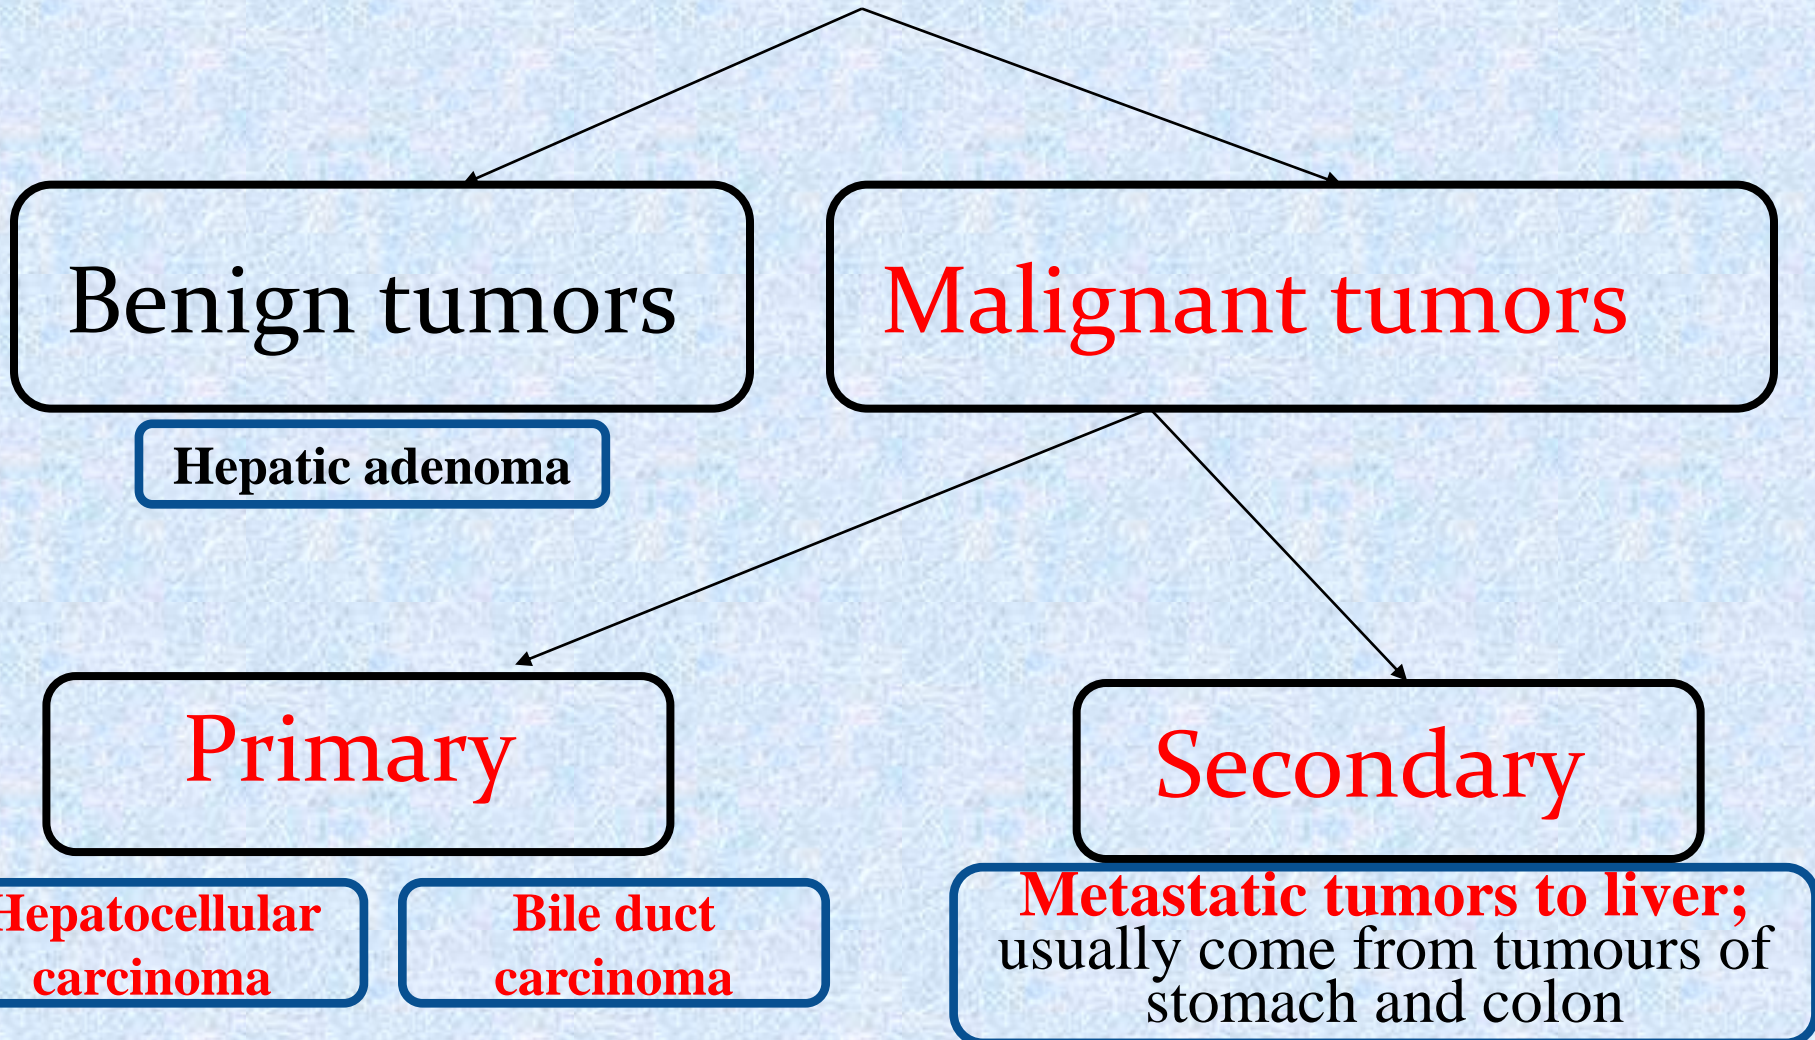 Benign tumors
Malignant tumors
Hepatic adenoma
Primary
Secondary
Hepatocellular
carcinoma
Bile duct
carcinoma
Metastatic tumors to liver;
usually come from tumours of
stomach and colon